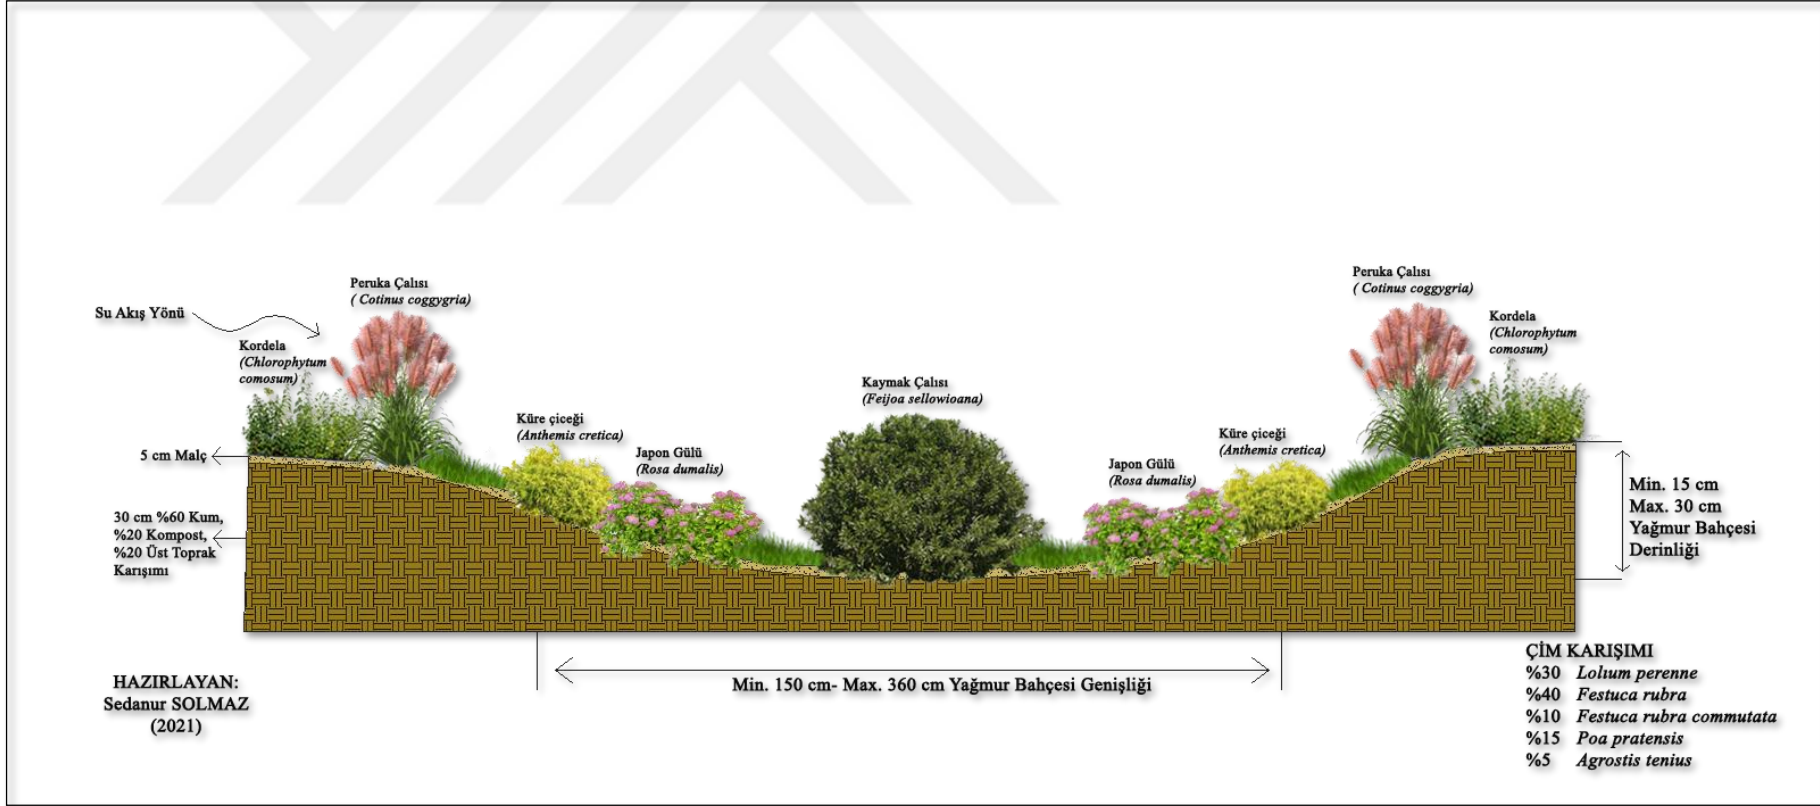 Peruka Çalısı
( Cotinus coggygria)
Su Akış Yönü
Kordela
(Chlorophytum
comosum)
Küre çiceği
(Anthemis cretica)
Japon Gülü
(Rosa dumalis)
Kaymak Çalısı
(Feijoa sellowioana)
Japon Gülü
(Rosa dumalis)
Küre çiceği
(Anthemis cretica)
Peruka Çalısı
( Cotinus coggygria)
Kordela
(Chlorophytum
comosum)
5 cm Malç
30 cm %60 Kum,
%20 Kompost,
%20 Üst Toprak
Karışımı
Min. 15 cm
Max. 30 cm
Yağmur Bahçesi
Derinliği
Min. 150 cm- Max. 360 cm Yağmur Bahçesi Genişliği
HAZIRLAYAN:
Sedanur SOLMAZ
(2021)
ÇİM KARIŞIMI
%30 Lolıum perenne
%40 Festuca rubra
%10 Festuca rubra commutata
%15 Poa pratensis
%5 Agrostis tenius